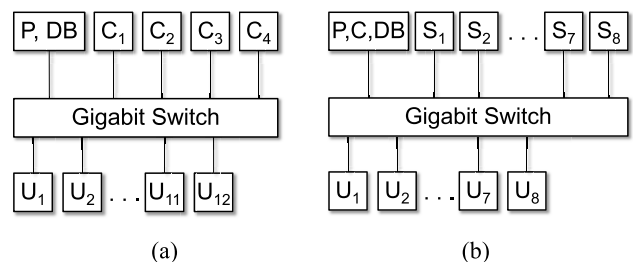 P, DB C₁ C₂ C₃ C₄
Gigabit Switch
U₁ U₂ . . . U₁₁ U₁₂
(a)
P,C,DB S₁ S₂ . . . S₇ S₈
Gigabit Switch
U₁ U₂ . . . U₇ U₈
(b)